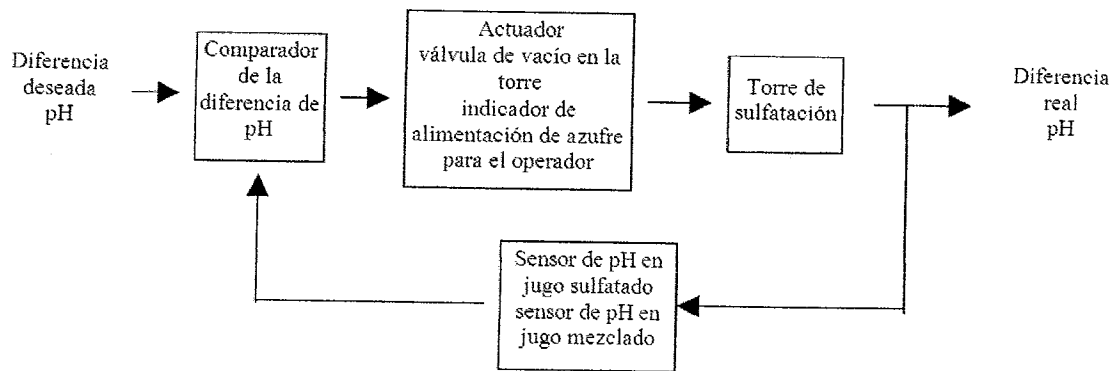 Diferencia
deseada
pH
Comparador
de la
diferencia de
pH
Actuador
válvula de vacío en la
torre
indicador de
alimentación de azufre
para el operador
Torre de
sulfatación
Diferencia
real
pH
Sensor de pH en
jugo sulfatado
sensor de pH en
jugo mezclado